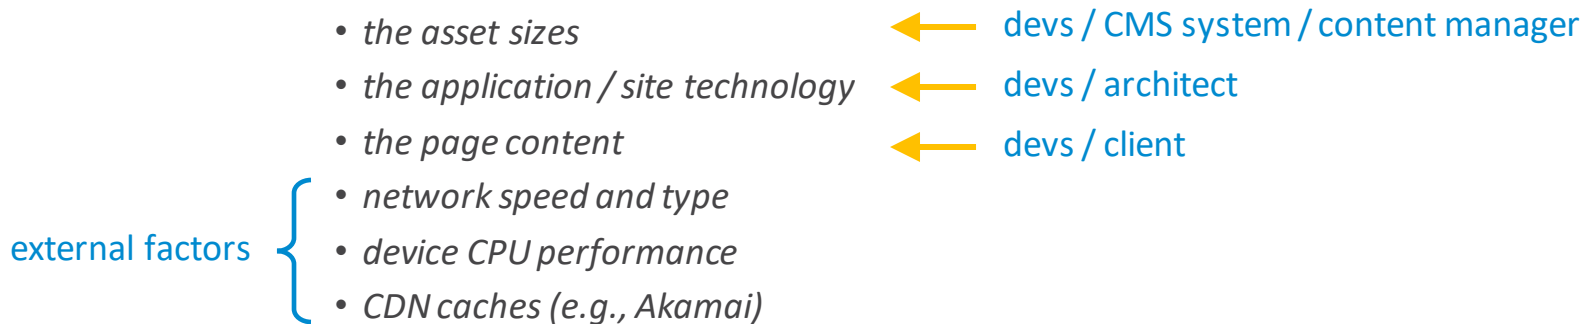 • the asset sizes devs / CMS system / content manager
• the application / site technology devs / architect
• the page content devs / client
• network speed and type
external factors • device CPU performance
• CDN caches (e.g., Akamai)